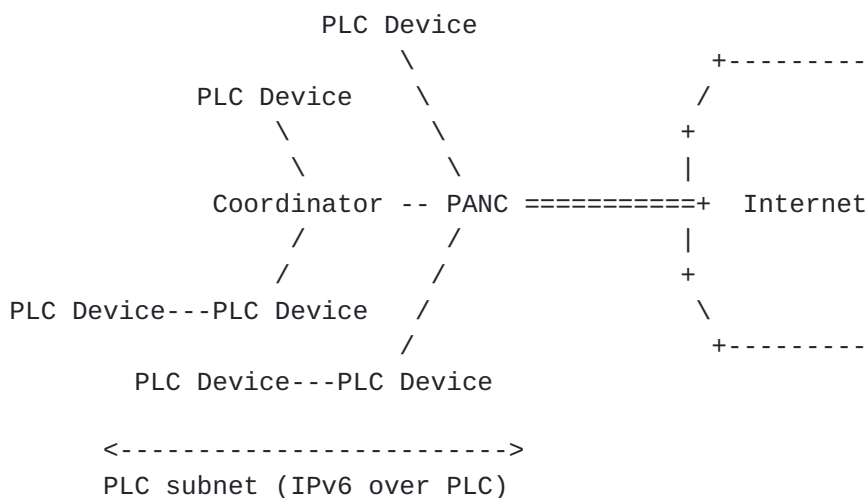 PLC Device
PLC Device
Coordinator -- PANC ===========+ Internet
PLC Device---PLC Device
PLC Device---PLC Device
<-------------------------->
PLC subnet (IPv6 over PLC)